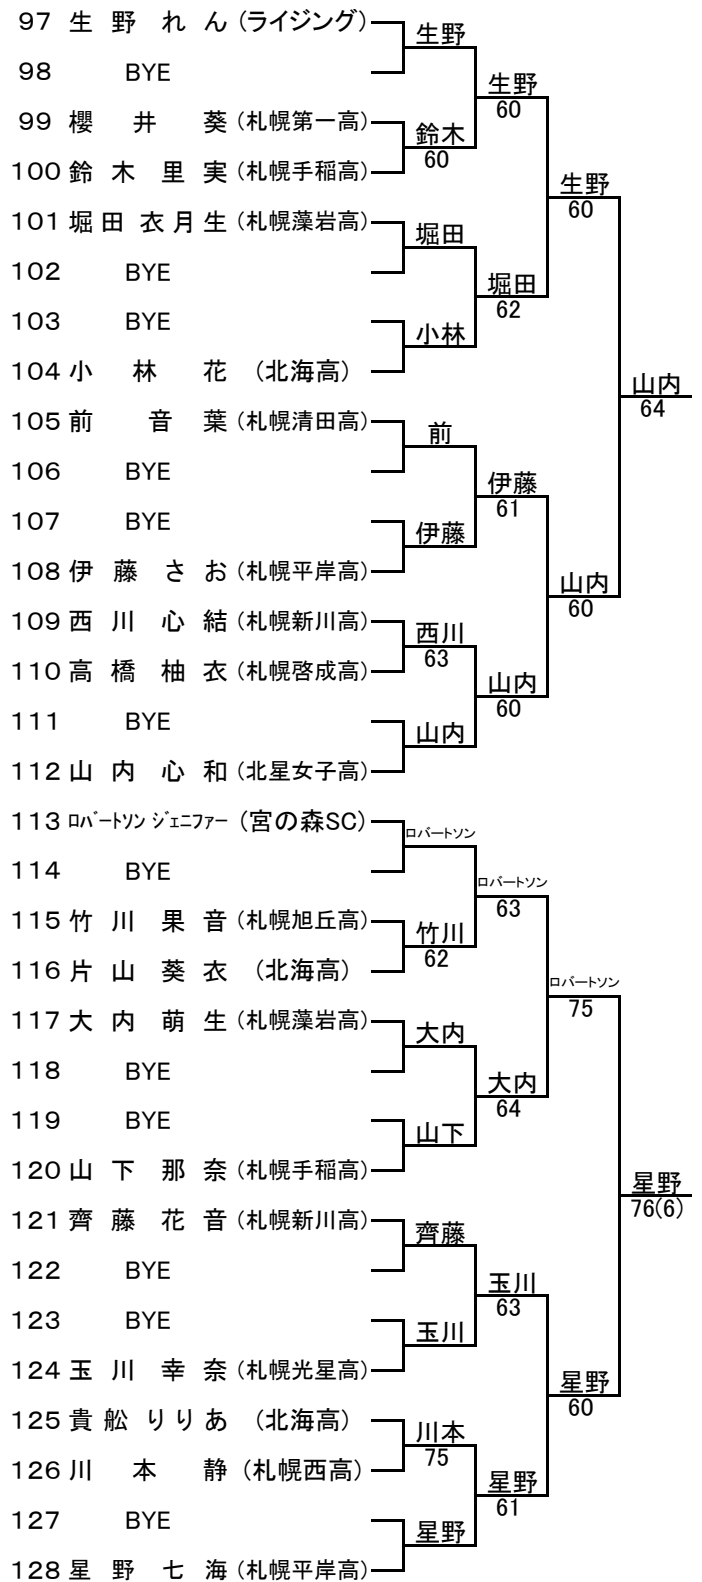 97 生野れん (ライジング)
生野
98 BYE
生野
60
99 櫻井葵 (札幌第一高)
鈴木
60
100 鈴木里実 (札幌手稲高)
生野
60
101 堀田衣月生 (札幌藻岩高)
堀田
102 BYE
堀田
62
103 BYE
小林
104 小林花 (北海高)
山内
64
105 前音葉 (札幌清田高)
前
106 BYE
伊藤
61
107 BYE
伊藤
108 伊藤さお (札幌平岸高)
山内
60
109 西川心結 (札幌新川高)
西川
63
110 高橋柚衣 (札幌啓成高)
山内
60
111 BYE
山内
112 山内心和 (北星女子高)
113 ロバートソン ジェニファー (宮の森SC)
ロバートソン
114 BYE
ロバートソン
63
115 竹川果音 (札幌旭丘高)
竹川
62
116 片山葵衣 (北海高)
ロバートソン
75
117 大内萌生 (札幌藻岩高)
大内
118 BYE
大内
64
119 BYE
山下
120 山下那奈 (札幌手稲高)
星野
76(6)
121 齊藤花音 (札幌新川高)
齊藤
122 BYE
玉川
63
123 BYE
玉川
124 玉川幸奈 (札幌光星高)
星野
60
125 貴舩りりあ (北海高)
川本
75
126 川本静 (札幌西高)
星野
61
127 BYE
星野
128 星野七海 (札幌平岸高)